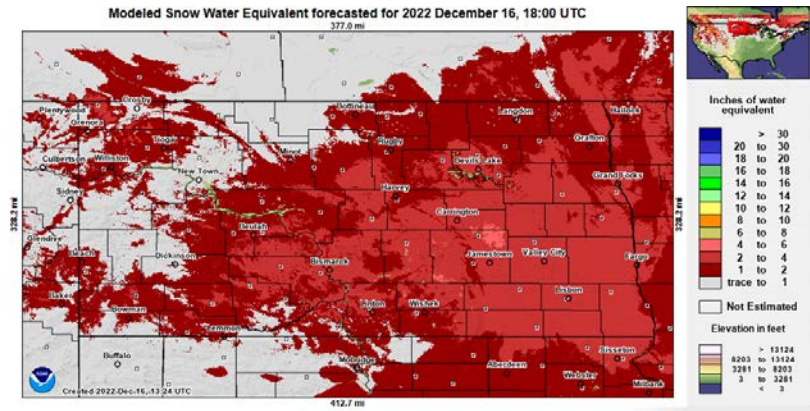 Modeled Snow Water Equivalent forecasted for 2022 December 16, 18:00 UTC
377.0 mi
328.2 mi
328.2 mi
412.7 mi
Crosby
Plentywood
Grenora
Tioga
Culbertson
Williston
New Town
Minot
Bottineau
Rugby
Langdon
Hallock
Grafton
Devils Lake
Grand Forks
Sidney
Harvey
Carrington
Glendive
Beulah
Beach
Dickinson
Bismarck
Jamestown
Valley City
Fargo
Baker
Bowman
Linton
Wishek
Lisbon
Lemmon
Buffalo
Mobridge
Aberdeen
Sisseton
Webster
Milbank
Created 2022-Dec-16, 13:24 UTC
Inches of water
equivalent
> 30
20 to 30
18 to 20
16 to 18
14 to 16
12 to 14
10 to 12
8 to 10
6 to 8
4 to 6
2 to 4
1 to 2
trace to 1
Not Estimated
Elevation in feet
> 13124
8203 to 13124
3281 to 8203
3 to 3281
< 3